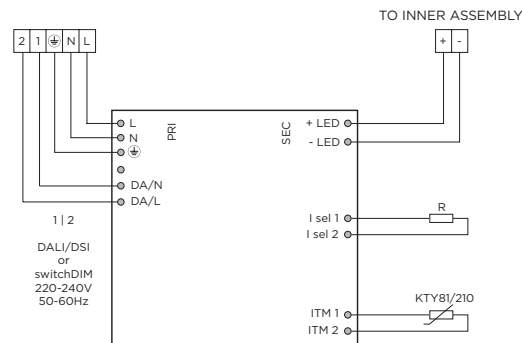 TO INNER ASSEMBLY
2 1 N L
+ -
L
N
PRI
SEC
+ LED
- LED
DA/N
DA/L
1 | 2
DALI/DSI
or
switchDIM
220-240V
50-60Hz
I sel 1
I sel 2
R
KTY81/210
ITM 1
ITM 2